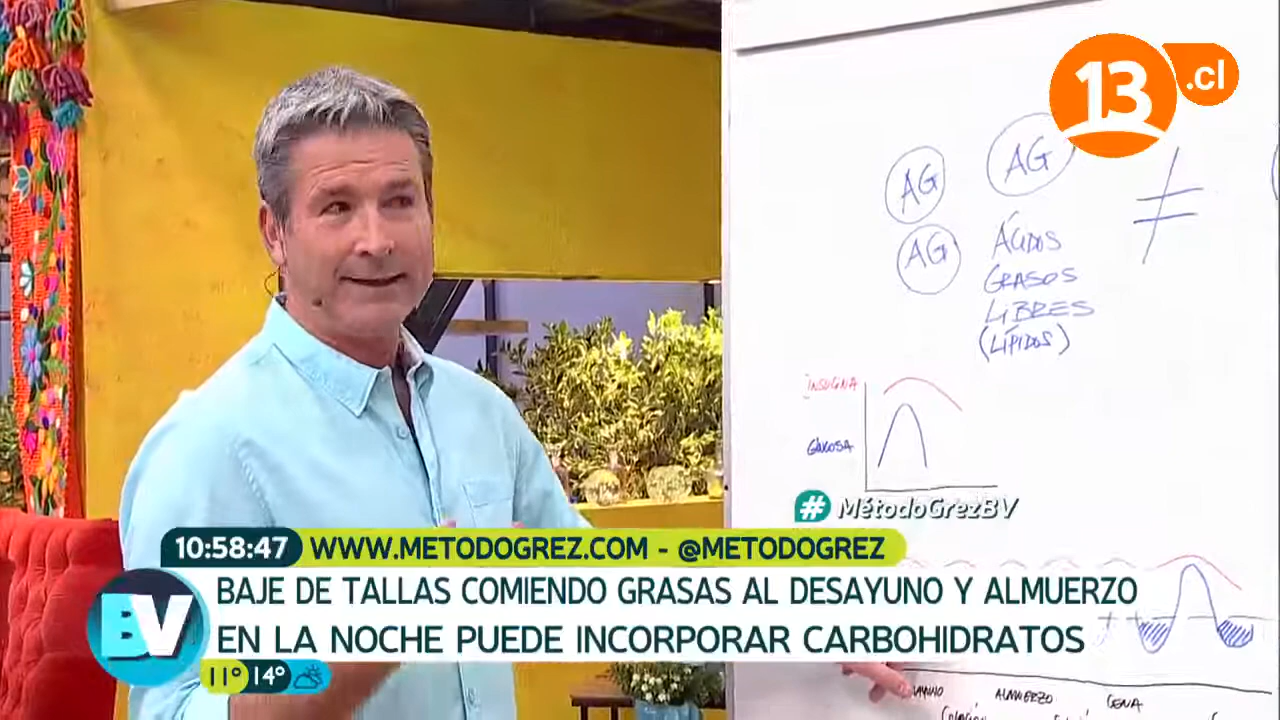 13.cl
AG
AG
AG
ÁCIDOS
GRASOS
LIBRES
(LÍPIDOS)
≠
INSULINA
GLUCOSA
#MétodoGrezBV
10:58:47 WWW.METODOGREZ.COM - @METODOGREZ
BV
BAJE DE TALLAS COMIENDO GRASAS AL DESAYUNO Y ALMUERZO
EN LA NOCHE PUEDE INCORPORAR CARBOHIDRATOS
11° 14°
ALMUERZO
CENA